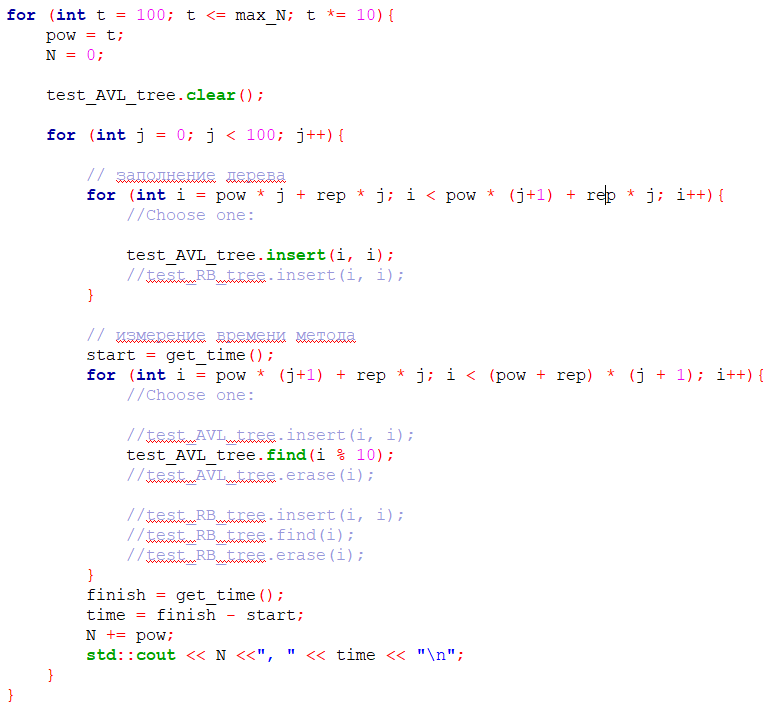 for (int t = 100; t <= max_N; t *= 10){
    pow = t;
    N = 0;

    test_AVL_tree.clear();

    for (int j = 0; j < 100; j++){

        // заполнение дерева
        for (int i = pow * j + rep * j; i < pow * (j+1) + rep * j; i++){
            //Choose one:

            test_AVL_tree.insert(i, i);
            //test_RB_tree.insert(i, i);
        }

        // измерение времени метода
        start = get_time();
        for (int i = pow * (j+1) + rep * j; i < (pow + rep) * (j + 1); i++){
            //Choose one:

            //test_AVL_tree.insert(i, i);
            test_AVL_tree.find(i % 10);
            //test_AVL_tree.erase(i);

            //test_RB_tree.insert(i, i);
            //test_RB_tree.find(i);
            //test_RB_tree.erase(i);
        }
        finish = get_time();
        time = finish - start;
        N += pow;
        std::cout << N <<", " << time << "\n";
    }
}